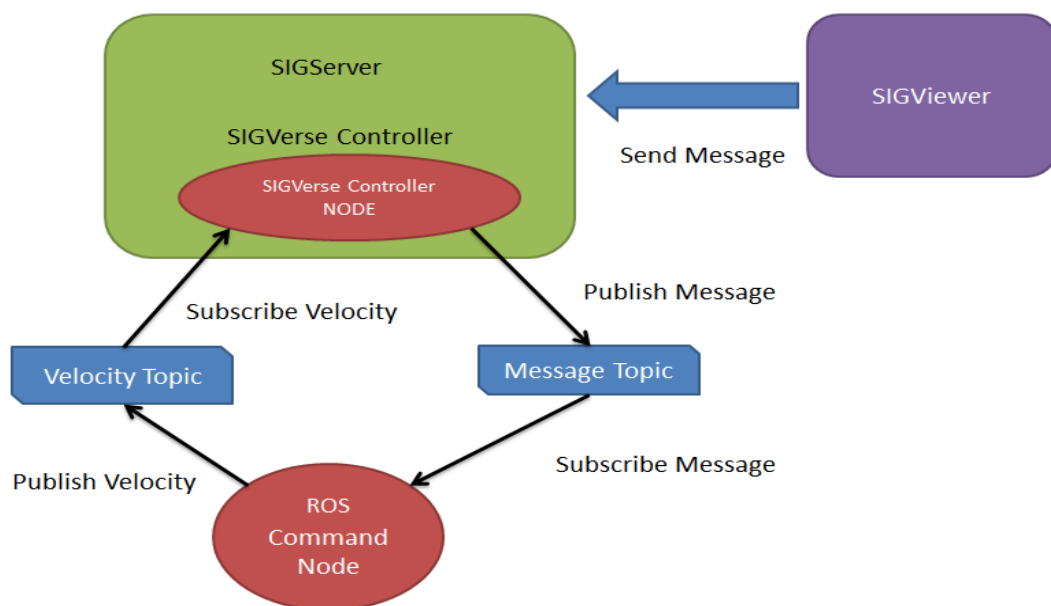 SIGServer
SIGViewer
SIGVerse Controller
Send Message
SIGVerse Controller
NODE
Publish Message
Subscribe Velocity
Velocity Topic
Message Topic
Subscribe Message
Publish Velocity
ROS
Command
Node